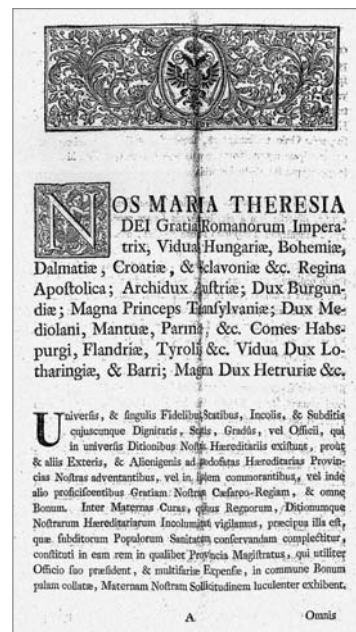 NOS MARIA THERESIA
DEI Gratia Romanorum Impera-
trix, Vidua Hungariæ, Bohemiæ,
Dalmatiæ, Croatiæ, & Sclavoniæ &c. Regina
Apoſtolica; Archidux Auſtriæ; Dux Burgun-
diæ; Magna Princeps Tranſylvaniæ; Dux Me-
diolani, Mantuæ, Parmæ, &c. Comes Habs-
purgi, Flandriæ, Tyrolis &c. Vidua Dux Lo-
tharingiæ, & Barri; Magna Dux Hetruriæ &c.
Univerſis, & ſingulis Fidelibus Statibus, Incolis, & Subditis
cujuscunque Dignitatis, Status, Gradûs, vel Officii, qui
in univerſis Ditionibus Noſtris Hæreditariis exiſtunt, proùt
& aliis Exteris, & Alienigenis ad Hæreditarias Provin-
cias Noſtras adventantibus, vel in commorantibus, vel inde
alio proficiſcentibus Gratiam Noſtram Cæſareo-Regiam, & omne
Bonum. Inter Maternas Curas, quibus Regnorum, Ditionumque
Noſtrarum Hæreditariarum Incolumitati vigilamus, præcipua illa eſt,
quæ ſubditorum Populorum Sanitatem conſervandam complectitur,
conſtituti in eam rem in qualibet Provincia Magiſtratus, qui utiliter
Officio ſuo præſident, & multifariæ Expenſæ, in commune Bonum
palam collatæ, Maternam Noſtram Sollicitudinem luculenter exhibent.
A
Omnis